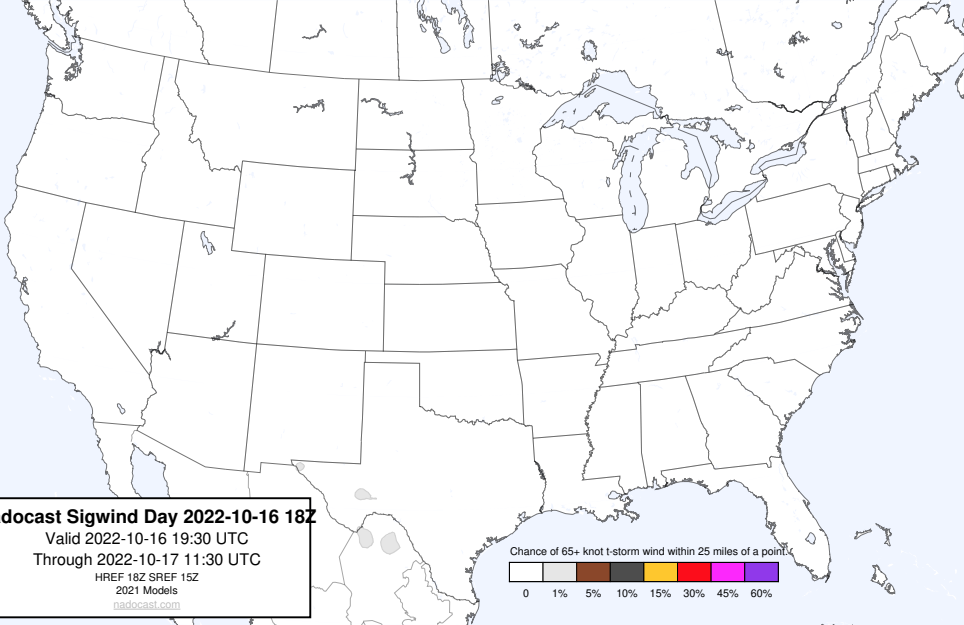 adocast Sigwind Day 2022-10-16 18Z
Valid 2022-10-16 19:30 UTC
Through 2022-10-17 11:30 UTC
HREF 18Z SREF 15Z
2021 Models
nadocast.com
Chance of 65+ knot t-storm wind within 25 miles of a point.
0 1% 5% 10% 15% 30% 45% 60%